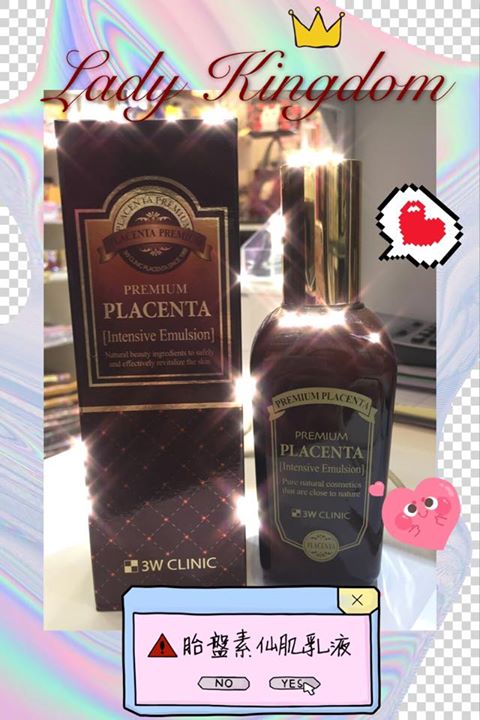 Lady Kingdom
PLACENTA PREMIUM
PLACENTA PREMIUM
PREMIUM
PLACENTA
[Intensive Emulsion]
Natural beauty ingredients to safely
and effectively revitalize the skin
3W CLINIC
PREMIUM PLACENTA
PREMIUM
PLACENTA
[Intensive Emulsion]
Pure natural cosmetics
that are close to nature
3W CLINIC
PLACENTA
胎盤素仙肌乳液
NO YES